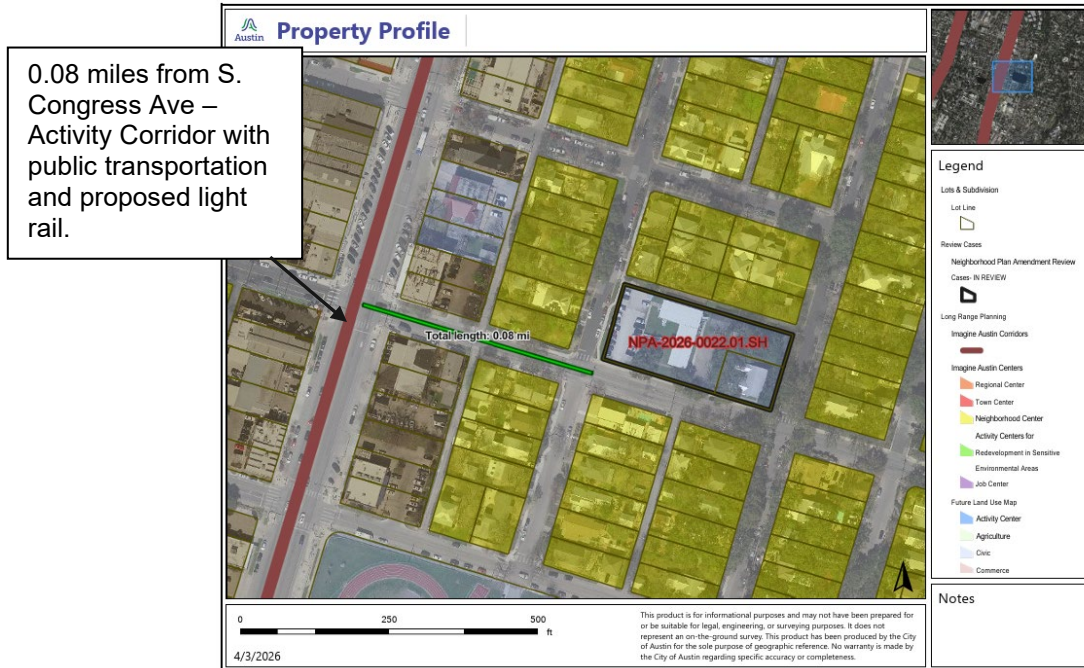 Austin
Property Profile
0.08 miles from S.
Congress Ave –
Activity Corridor with
public transportation
and proposed light
rail.
Total length: 0.08 mi
NPA-2026-0022.01.SH
Legend
Lots & Subdivision
Lot Line
Review Cases
Neighborhood Plan Amendment Review
Cases- IN REVIEW
Long Range Planning
Imagine Austin Corridors
Imagine Austin Centers
Regional Center
Town Center
Neighborhood Center
Activity Centers for
Redevelopment in Sensitive
Environmental Areas
Job Center
Future Land Use Map
Activity Center
Agriculture
Civic
Commerce
Notes
0 250 500
ft
4/3/2026
This product is for informational purposes and may not have been prepared for
or be suitable for legal, engineering, or surveying purposes. It does not
represent an on-the-ground survey. This product has been produced by the City
of Austin for the sole purpose of geographic reference. No warranty is made by
the City of Austin regarding specific accuracy or completeness.